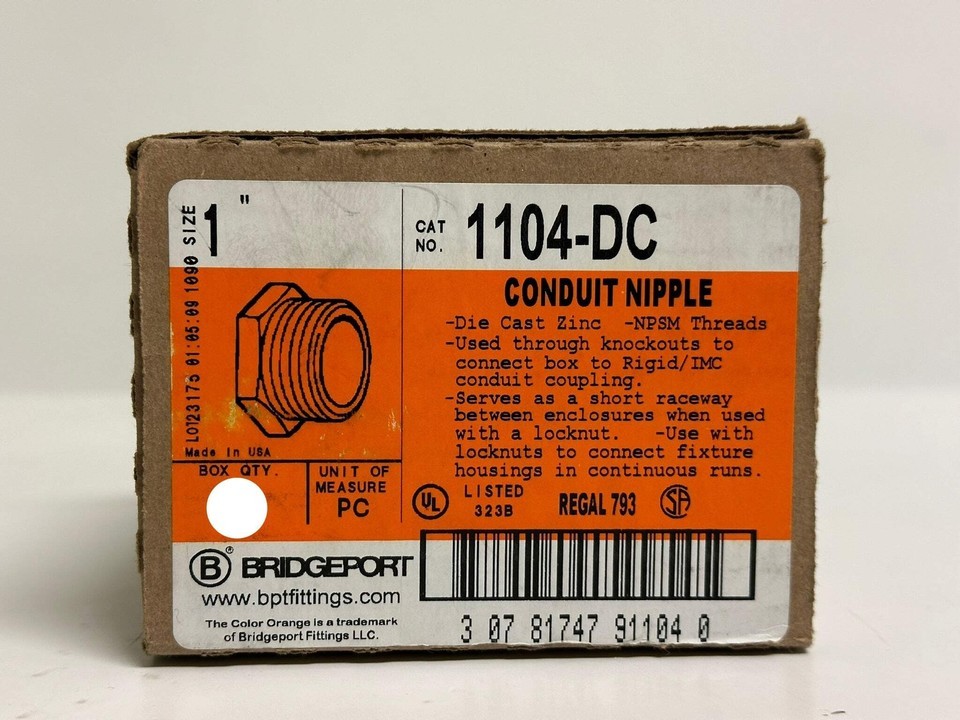 SIZE 1"
CAT NO. 1104-DC
CONDUIT NIPPLE
-Die Cast Zinc -NPSM Threads
-Used through knockouts to
connect box to Rigid/IMC
conduit coupling.
-Serves as a short raceway
between enclosures when used
with a locknut. -Use with
locknuts to connect fixture
housings in continuous runs.
LISTED
323B
UL
REGAL 793
SA
01:05:09 1090
Made in USA
BOX QTY.
UNIT OF
MEASURE
PC
B® BRIDGEPORT
www.bptfittings.com
The Color Orange is a trademark
of Bridgeport Fittings LLC.
3 07 81747 91104 0